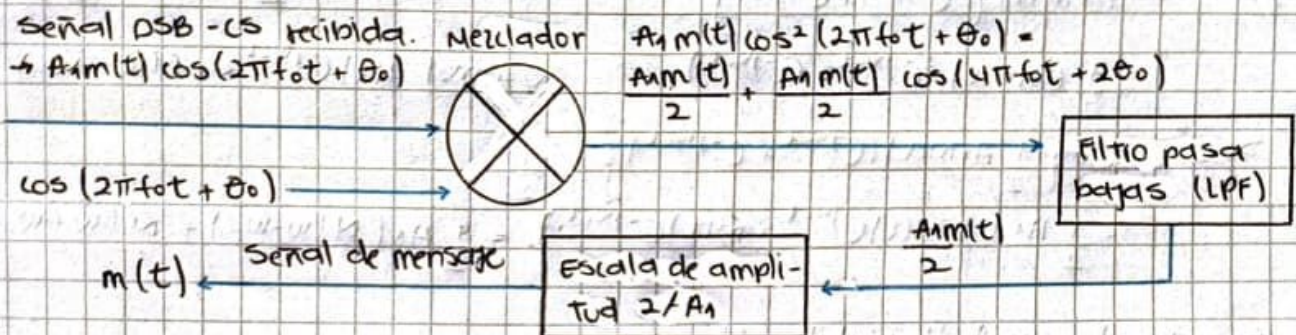 Señal DSB-CS recibida. Mezclador A₁m(t)cos²(2πf₀t + θ₀) =
→ A₁m(t) cos(2πf₀t + θ₀)
A₁m(t)/2 + A₁m(t)/2 cos(4πf₀t + 2θ₀)
Filtro pasa
bajas (LPF)
cos (2πf₀t + θ₀)
A₁m(t)/2
Escala de ampli-
tud 2/A₁
Señal de mensaje
m(t)